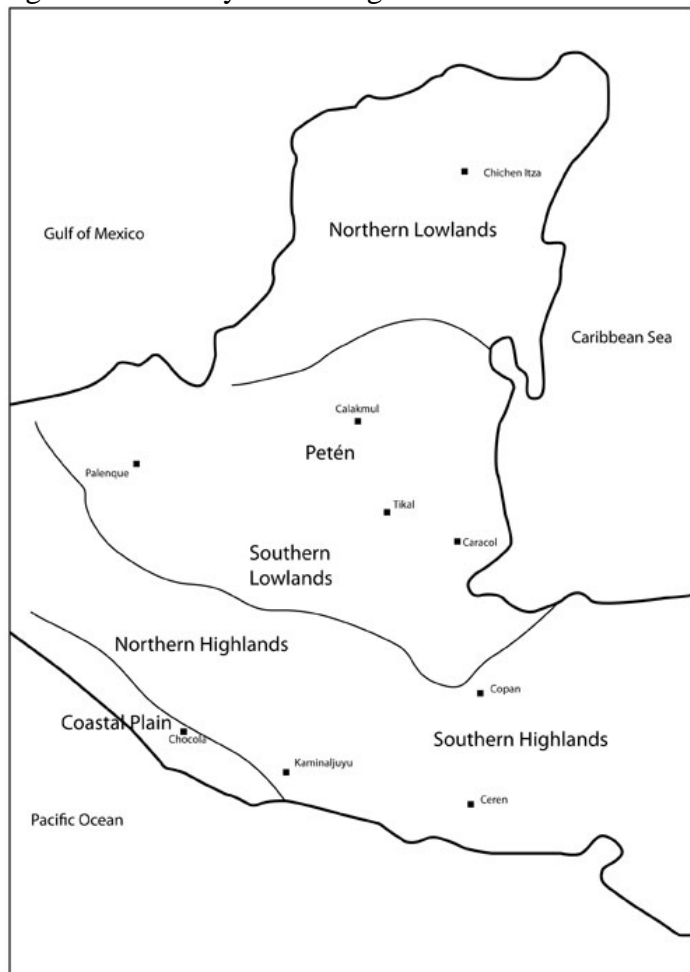 Chichen Itza
Northern Lowlands
Gulf of Mexico
Caribbean Sea
Calakmul
Petén
Palenque
Tikal
Caracol
Southern
Lowlands
Northern Highlands
Copan
Coastal Plain
Chocola
Southern Highlands
Kaminaljuyu
Ceren
Pacific Ocean